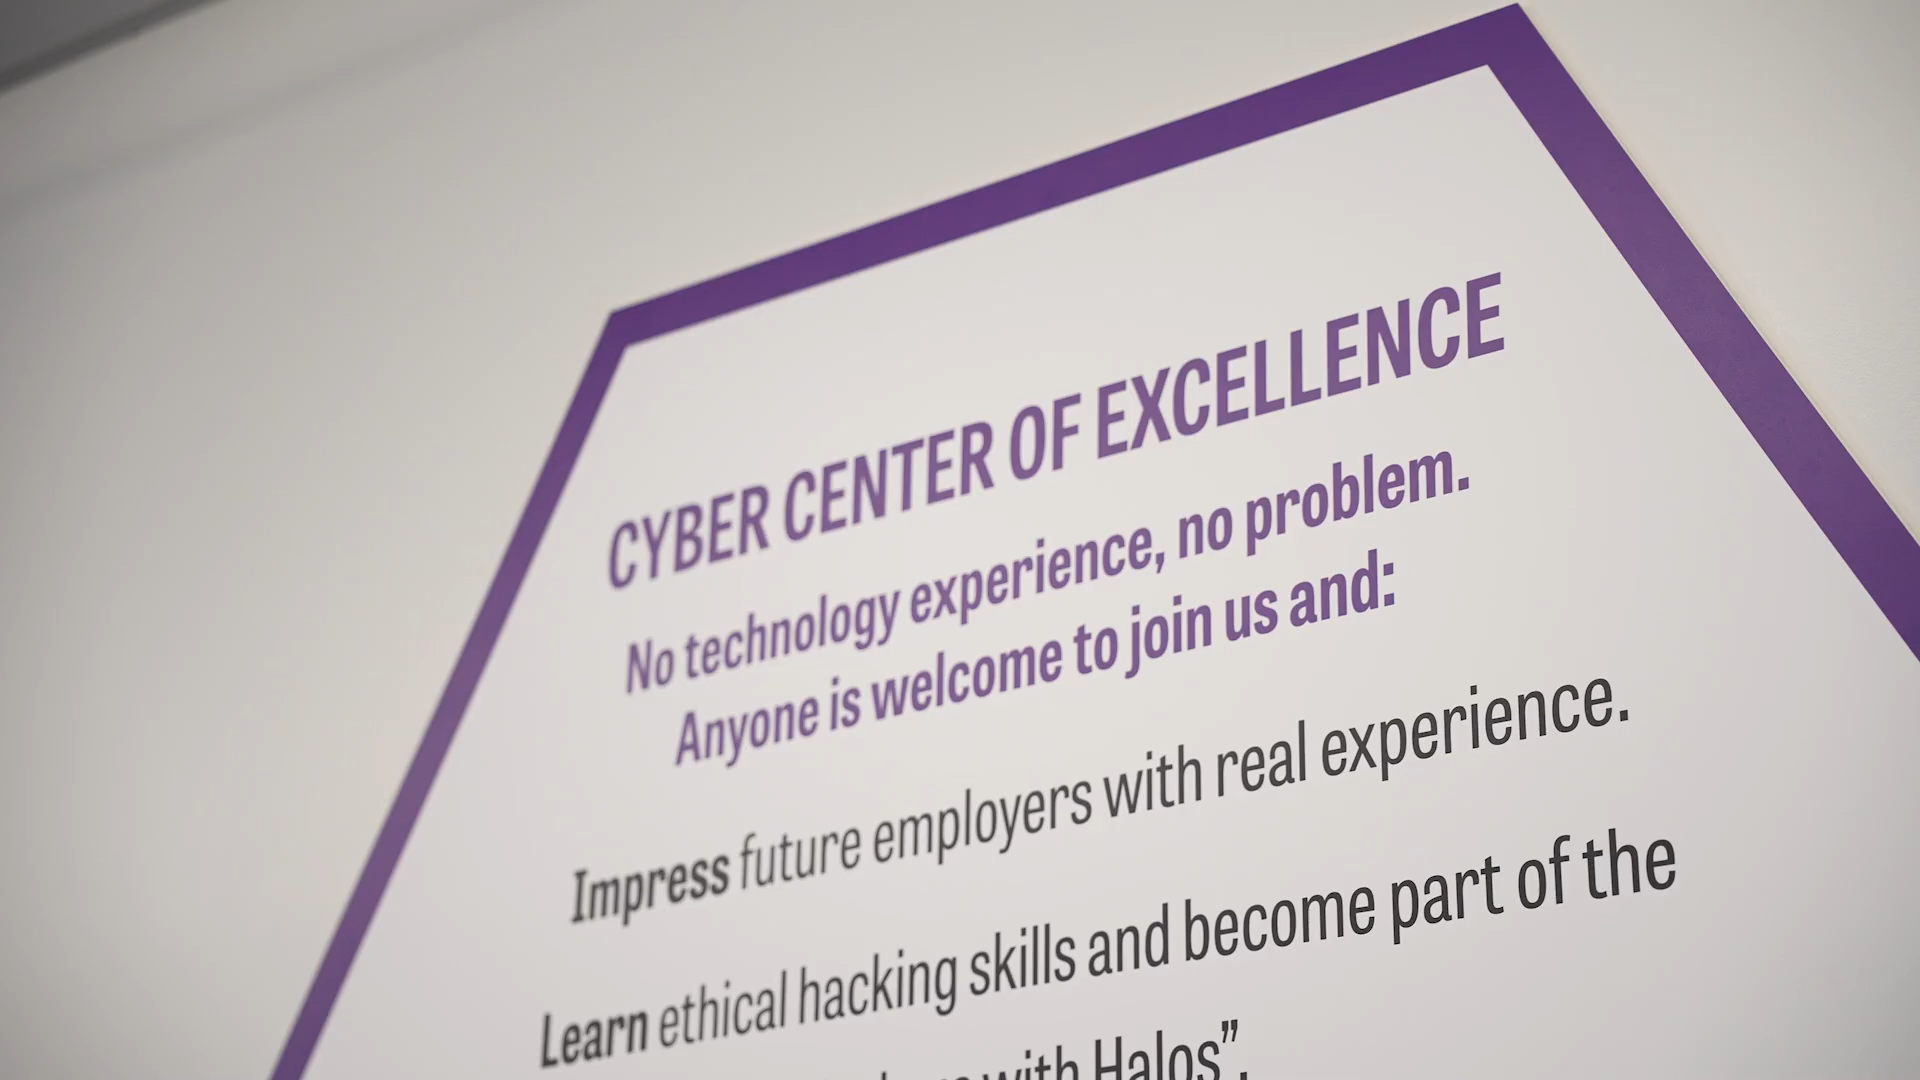 CYBER CENTER OF EXCELLENCE
No technology experience, no problem.
Anyone is welcome to join us and:
Impress future employers with real experience.
Learn ethical hacking skills and become part of the
with Halos”.